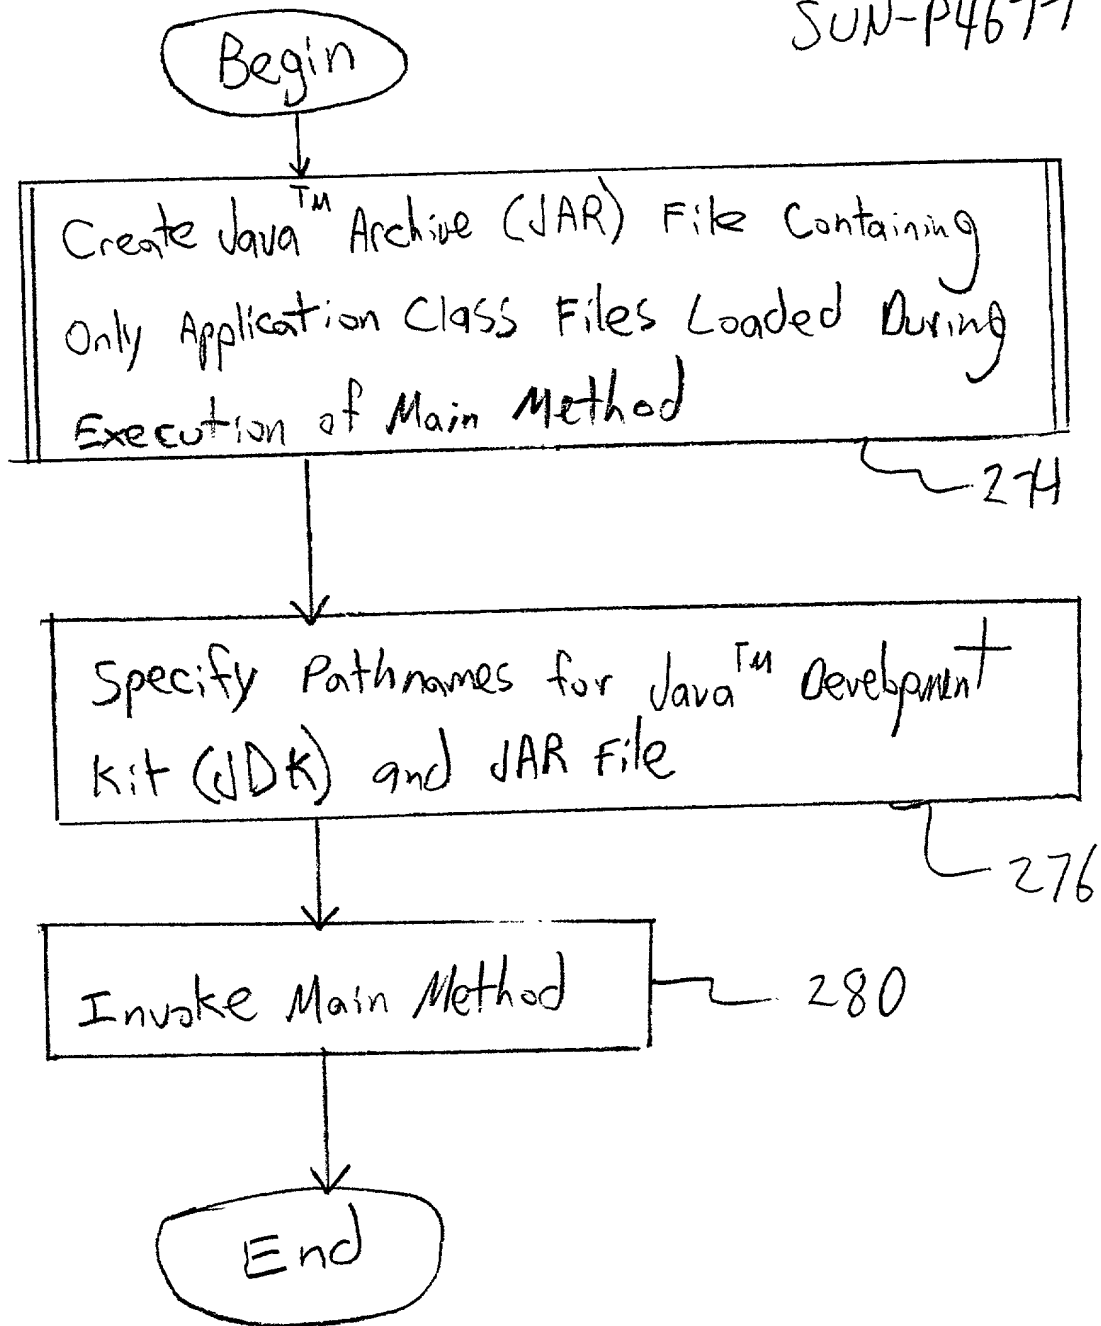 SUN-P4677
Begin
Create Java™ Archive (JAR) File Containing
Only Application Class Files Loaded During
Execution of Main Method
274
Specify Pathnames for Java™ Development
Kit (JDK) and JAR File
276
Invoke Main Method
280
End